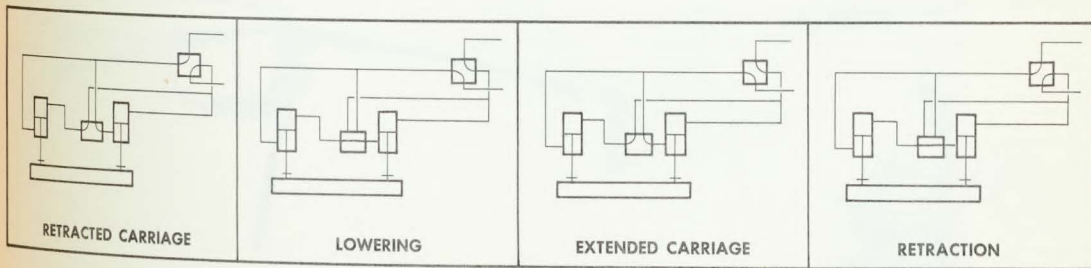 RETRACTED CARRIAGE
LOWERING
EXTENDED CARRIAGE
RETRACTION